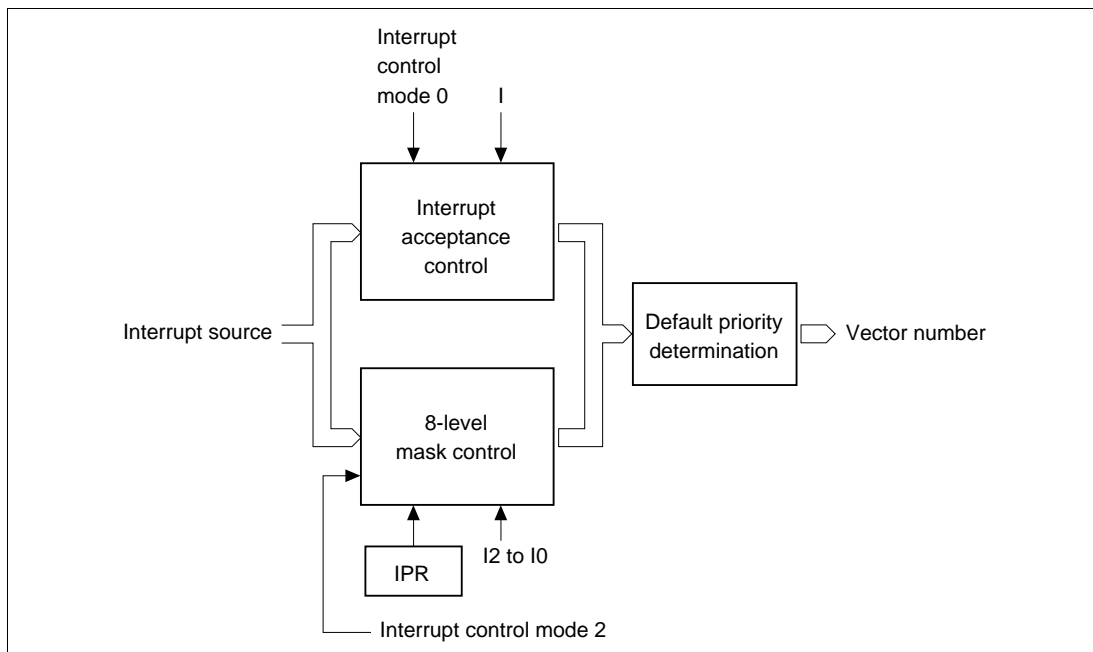 Interrupt
control
mode 0
I
Interrupt
acceptance
control
Interrupt source
Default priority
determination
Vector number
8-level
mask control
IPR
I2 to I0
Interrupt control mode 2